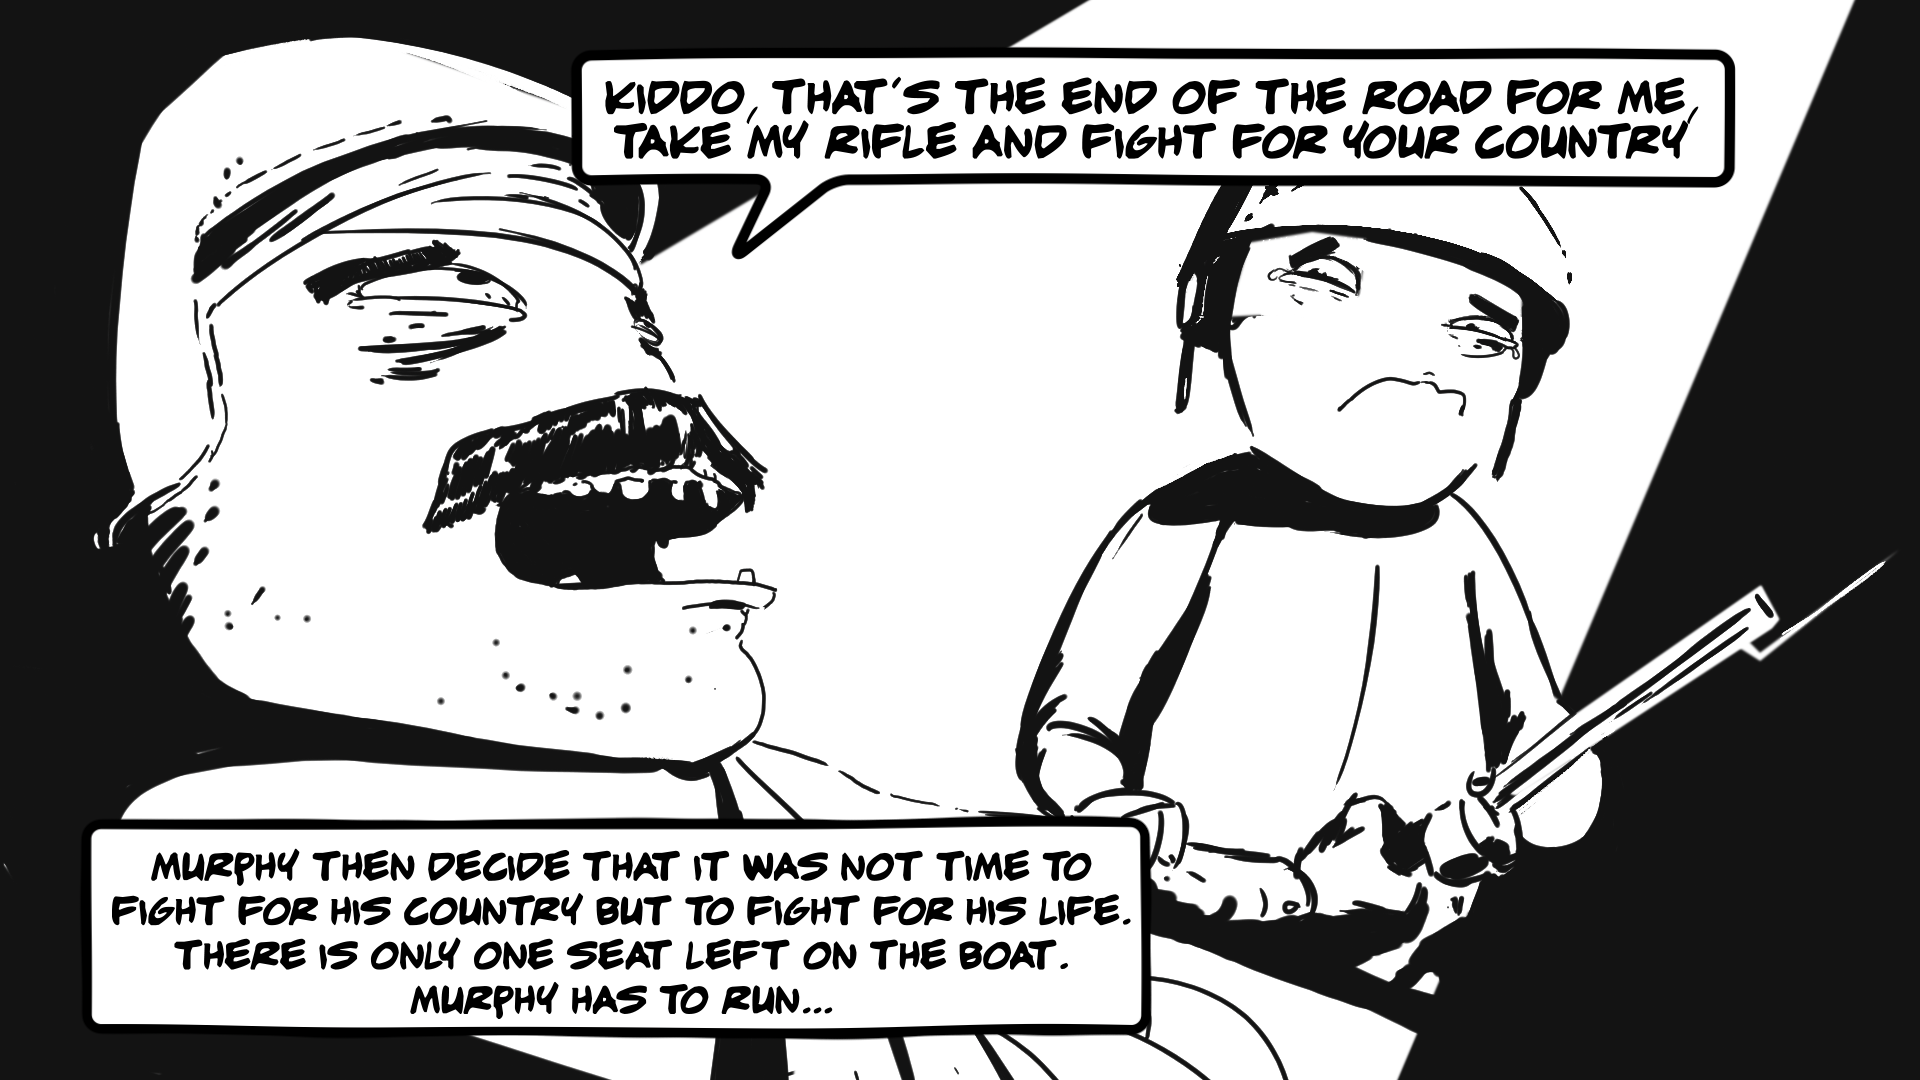 KIDDO, THAT'S THE END OF THE ROAD FOR ME,
TAKE MY RIFLE AND FIGHT FOR YOUR COUNTRY
MURPHY THEN DECIDE THAT IT WAS NOT TIME TO
FIGHT FOR HIS COUNTRY BUT TO FIGHT FOR HIS LIFE.
THERE IS ONLY ONE SEAT LEFT ON THE BOAT.
MURPHY HAS TO RUN...